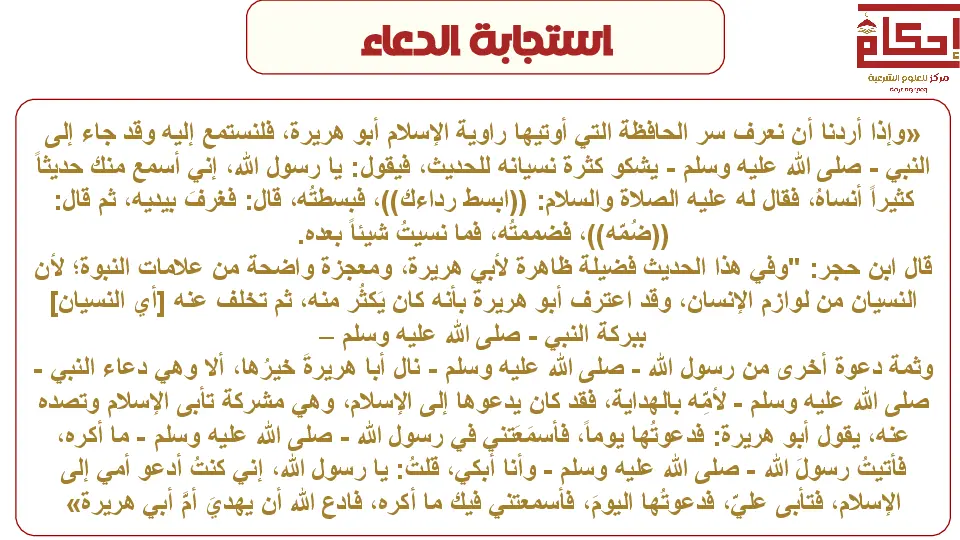 استجابة الدعاء
إحكام
مركز للعلوم الشرعية
«وإذا أردنا أن نعرف سر الحافظة التي أوتيها راوية الإسلام أبو هريرة، فلنستمع إليه وقد جاء إلى
النبي - صلى الله عليه وسلم - يشكو كثرة نسيانه للحديث، فيقول: يا رسول الله، إني أسمع منك حديثاً
كثيراً أنساهُ، فقال له عليه الصلاة والسلام: ((ابسط رداءك))، فبسطتُه، قال: فغرفَ بيديه، ثم قال:
((ضُمّه))، فضممتُه، فما نسيتُ شيئاً بعده.
قال ابن حجر: "وفي هذا الحديث فضيلة ظاهرة لأبي هريرة، ومعجزة واضحة من علامات النبوة؛ لأن
النسيان من لوازم الإنسان، وقد اعترف أبو هريرة بأنه كان يَكثُر منه، ثم تخلف عنه [أي النسيان]
ببركة النبي - صلى الله عليه وسلم –
وثمة دعوة أخرى من رسول الله - صلى الله عليه وسلم - نال أبا هريرةَ خيرُها، ألا وهي دعاء النبي -
صلى الله عليه وسلم - لأمِّه بالهداية، فقد كان يدعوها إلى الإسلام، وهي مشركة تأبى الإسلام وتصده
عنه، يقول أبو هريرة: فدعوتُها يوماً، فأسمَعَتني في رسول الله - صلى الله عليه وسلم - ما أكره،
فأتيتُ رسولَ الله - صلى الله عليه وسلم - وأنا أبكي، قلتُ: يا رسول الله، إني كنتُ أدعو أمي إلى
الإسلام، فتأبى عليّ، فدعوتُها اليومَ، فأسمعتني فيك ما أكره، فادع الله أن يهديَ أمَّ أبي هريرة»